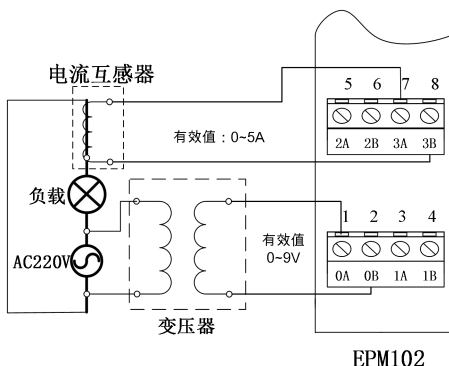 电流互感器
5 6 7 8
2A 2B 3A 3B
有效值：0~5A
负载
AC220V
有效值
0~9V
1 2 3 4
0A 0B 1A 1B
变压器
EPM102